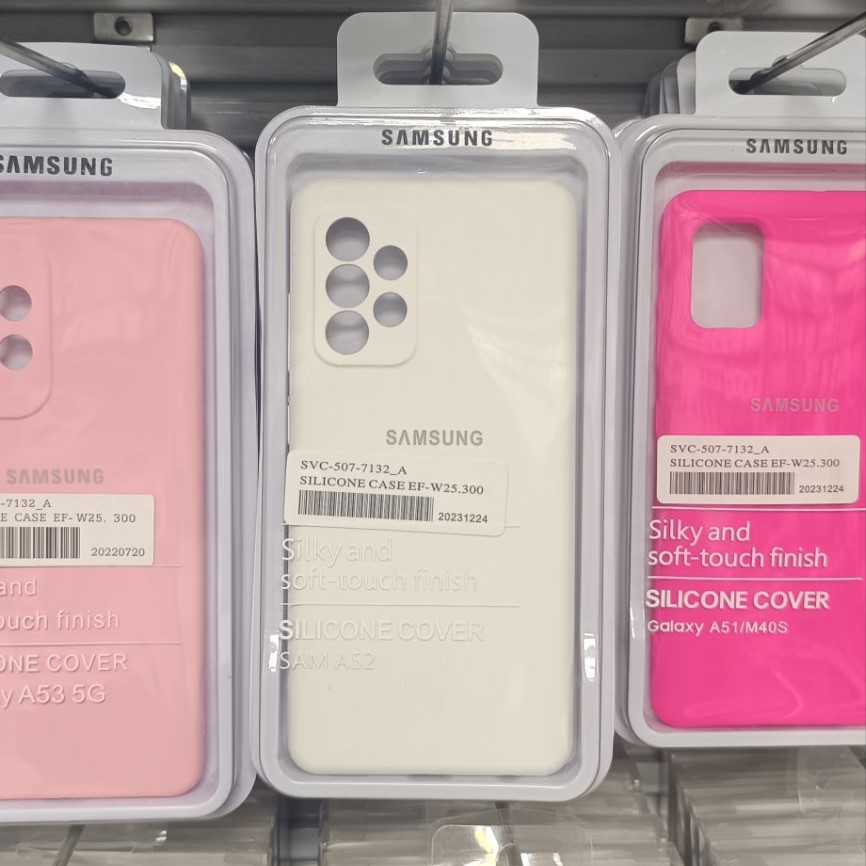 SAMSUNG
SAMSUNG
-7132_A
E CASE EF-W25. 300
20220720
and
ouch finish
ONE COVER
y A53 5G
SAMSUNG
SAMSUNG
SVC-507-7132_A
SILICONE CASE EF-W25.300
20231224
Silky and
soft-touch finish
SILICONE COVER
SAM A52
SAMSUNG
SAMSUNG
SVC-507-7132_A
SILICONE CASE EF-W25.300
20231224
Silky and
soft-touch finish
SILICONE COVER
Galaxy A51/M40S